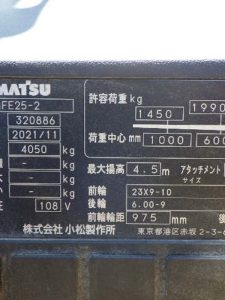 MATSU
FE25-2
320886
2021/11
4050 kg
- kg
- kg
圧 108 V
株式会社 小松製作所
許容荷重 kg
1450 1990
荷重中心 mm 1000 600
最大揚高 4.5 m アタッチメント
サイズ
前輪 23X9-10
後輪 6.00-9
前輪輪距 975 mm 後
東京都港区赤坂2-3-6